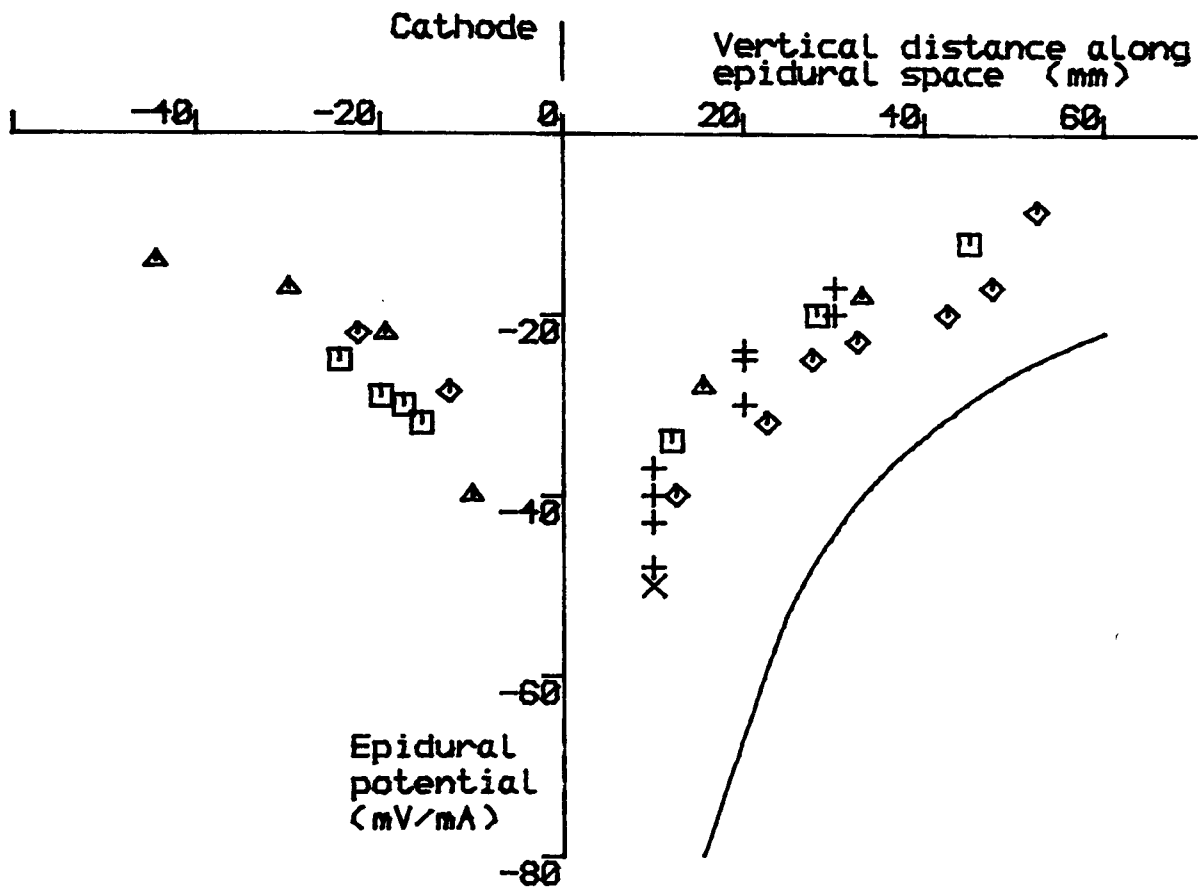 Cathode
Vertical distance along
epidural space (mm)
-40 -20 0 20 40 60
-20
-40
-60
-80
Epidural
potential
(mV/mA)